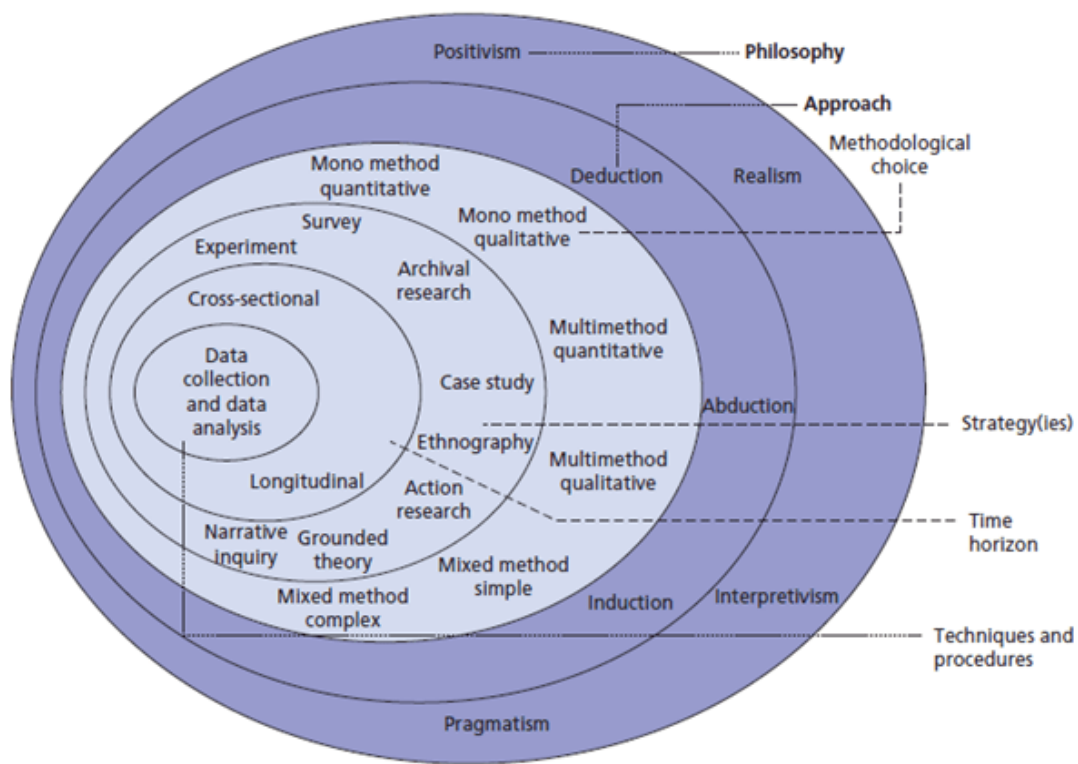 Positivism
Philosophy
Approach
Methodological
choice
Mono method
quantitative
Deduction
Realism
Survey
Mono method
qualitative
Experiment
Archival
research
Cross-sectional
Multimethod
quantitative
Data
collection
and data
analysis
Case study
Abduction
Strategy(ies)
Ethnography
Multimethod
qualitative
Longitudinal
Action
research
Time
horizon
Narrative
inquiry
Grounded
theory
Mixed method
simple
Mixed method
complex
Induction
Interpretivism
Techniques and
procedures
Pragmatism